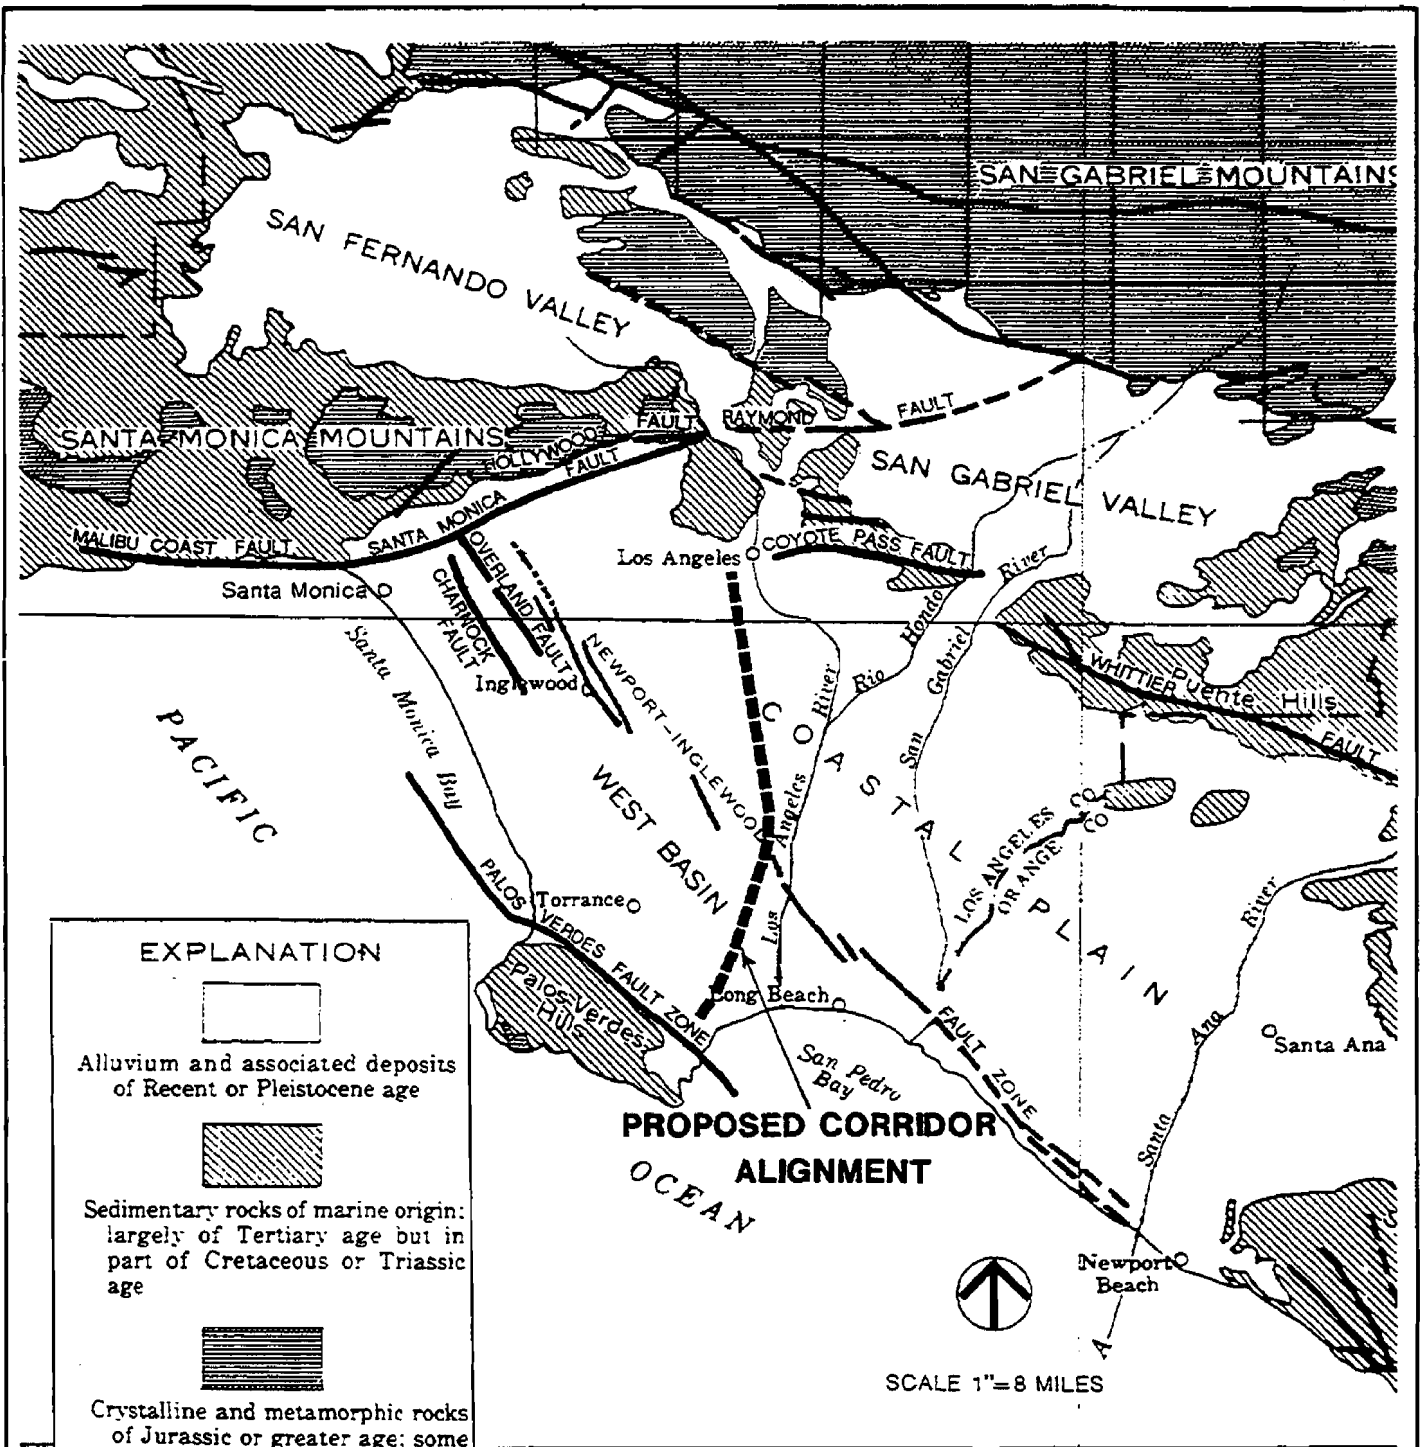 SAN GABRIEL MOUNTAINS
SAN FERNANDO VALLEY
SANTA MONICA MOUNTAINS
HOLLYWOOD FAULT
RAYMOND FAULT
SAN GABRIEL VALLEY
MALIBU COAST FAULT
SANTA MONICA FAULT
Los Angeles
COYOTE PASS FAULT
Santa Monica
OVERLAND FAULT
CHARNOCK FAULT
Inglewood
NEWPORT-INGLEWOOD
FAULT ZONE
Santa Monica Bay
PACIFIC
OCEAN
Rio Hondo
San Gabriel River
Los Angeles River
WHITTIER FAULT
Puente Hills
COASTAL PLAIN
WEST BASIN
LOS ANGELES CO
ORANGE CO
PALOS VERDES FAULT ZONE
Torrance
Palos Verdes
Hills
Long Beach
San Pedro
Bay
Santa Ana River
Santa Ana
Newport
Beach
A
PROPOSED CORRIDOR
ALIGNMENT
SCALE 1"=8 MILES
EXPLANATION
Alluvium and associated deposits
of Recent or Pleistocene age
Sedimentary rocks of marine origin:
largely of Tertiary age but in
part of Cretaceous or Triassic
age
Crystalline and metamorphic rocks
of Jurassic or greater age; some